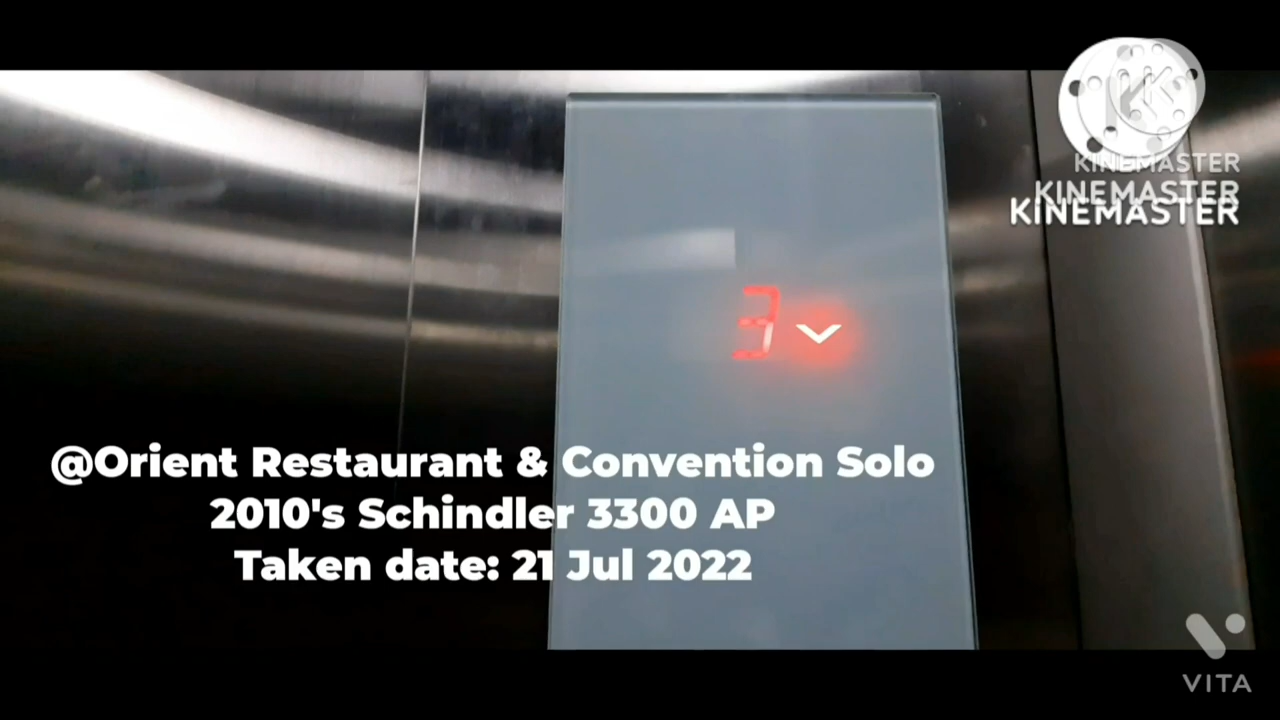 KINEMASTER
KINEMASTER
KINEMASTER
3
@Orient Restaurant & Convention Solo
2010's Schindler 3300 AP
Taken date: 21 Jul 2022
VITA